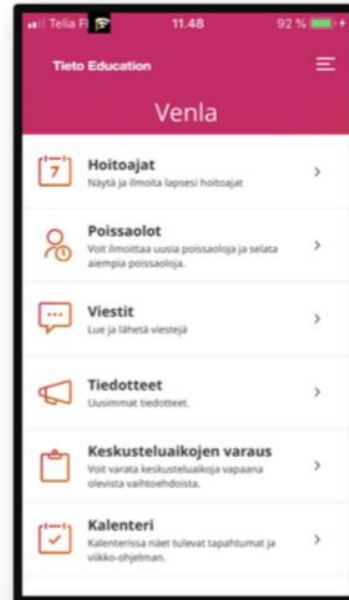 Telia FI
11.48
92 %
Tieto Education
Venla
7
Hoitoajat
Näytä ja ilmoita lapsesi hoitoajat
Poissaolot
Voit ilmoittaa uusia poissaoloja ja selata
aiempia poissaoloja.
Viestit
Lue ja lähetä viestejä
Tiedotteet
Uusimmat tiedotteet.
Keskusteluaikojen varaus
Voit varata keskusteluaikoja vapaana
olevista vaihtoehdoista.
Kalenteri
Kalenterissa näet tulevat tapahtumat ja
viikko-ohjelman.